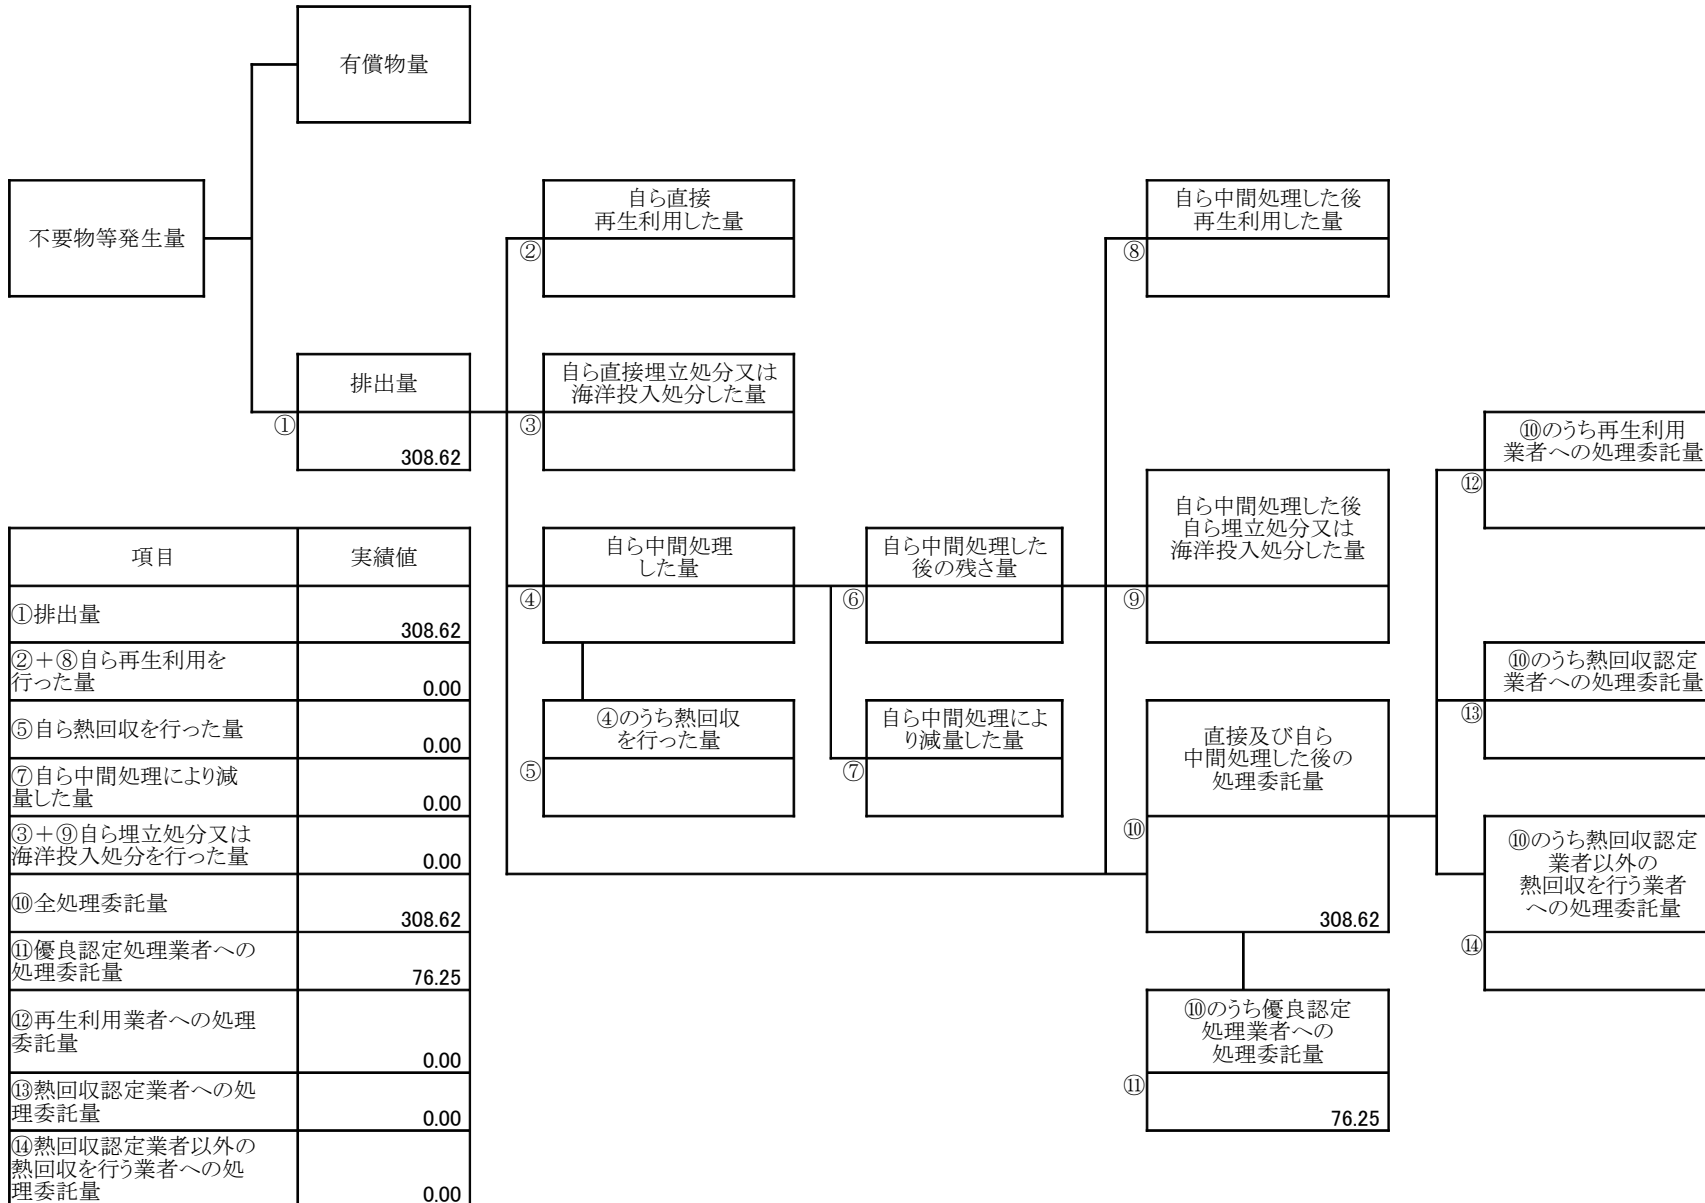 有償物量
不要物等発生量
自ら直接
再生利用した量
②
自ら中間処理した後
再生利用した量
⑧
排出量
①
308.62
自ら直接埋立処分又は
海洋投入処分した量
③
⑩のうち再生利用
業者への処理委託量
⑫
自ら中間処理
した量
④
自ら中間処理した
後の残さ量
⑥
自ら中間処理した後
自ら埋立処分又は
海洋投入処分した量
⑨
④のうち熱回収
を行った量
⑤
自ら中間処理によ
り減量した量
⑦
直接及び自ら
中間処理した後の
処理委託量
⑩
308.62
⑩のうち熱回収認定
業者への処理委託量
⑬
⑩のうち熱回収認定
業者以外の
熱回収を行う業者
への処理委託量
⑭
⑩のうち優良認定
処理業者への
処理委託量
⑪
76.25
項目 実績値
①排出量
308.62
②+⑧自ら再生利用を
行った量
0.00
⑤自ら熱回収を行った量
0.00
⑦自ら中間処理により減
量した量
0.00
③+⑨自ら埋立処分又は
海洋投入処分を行った量
0.00
⑩全処理委託量
308.62
⑪優良認定処理業者への
処理委託量
76.25
⑫再生利用業者への処理
委託量
0.00
⑬熱回収認定業者への処
理委託量
0.00
⑭熱回収認定業者以外の
熱回収を行う業者への処
理委託量
0.00